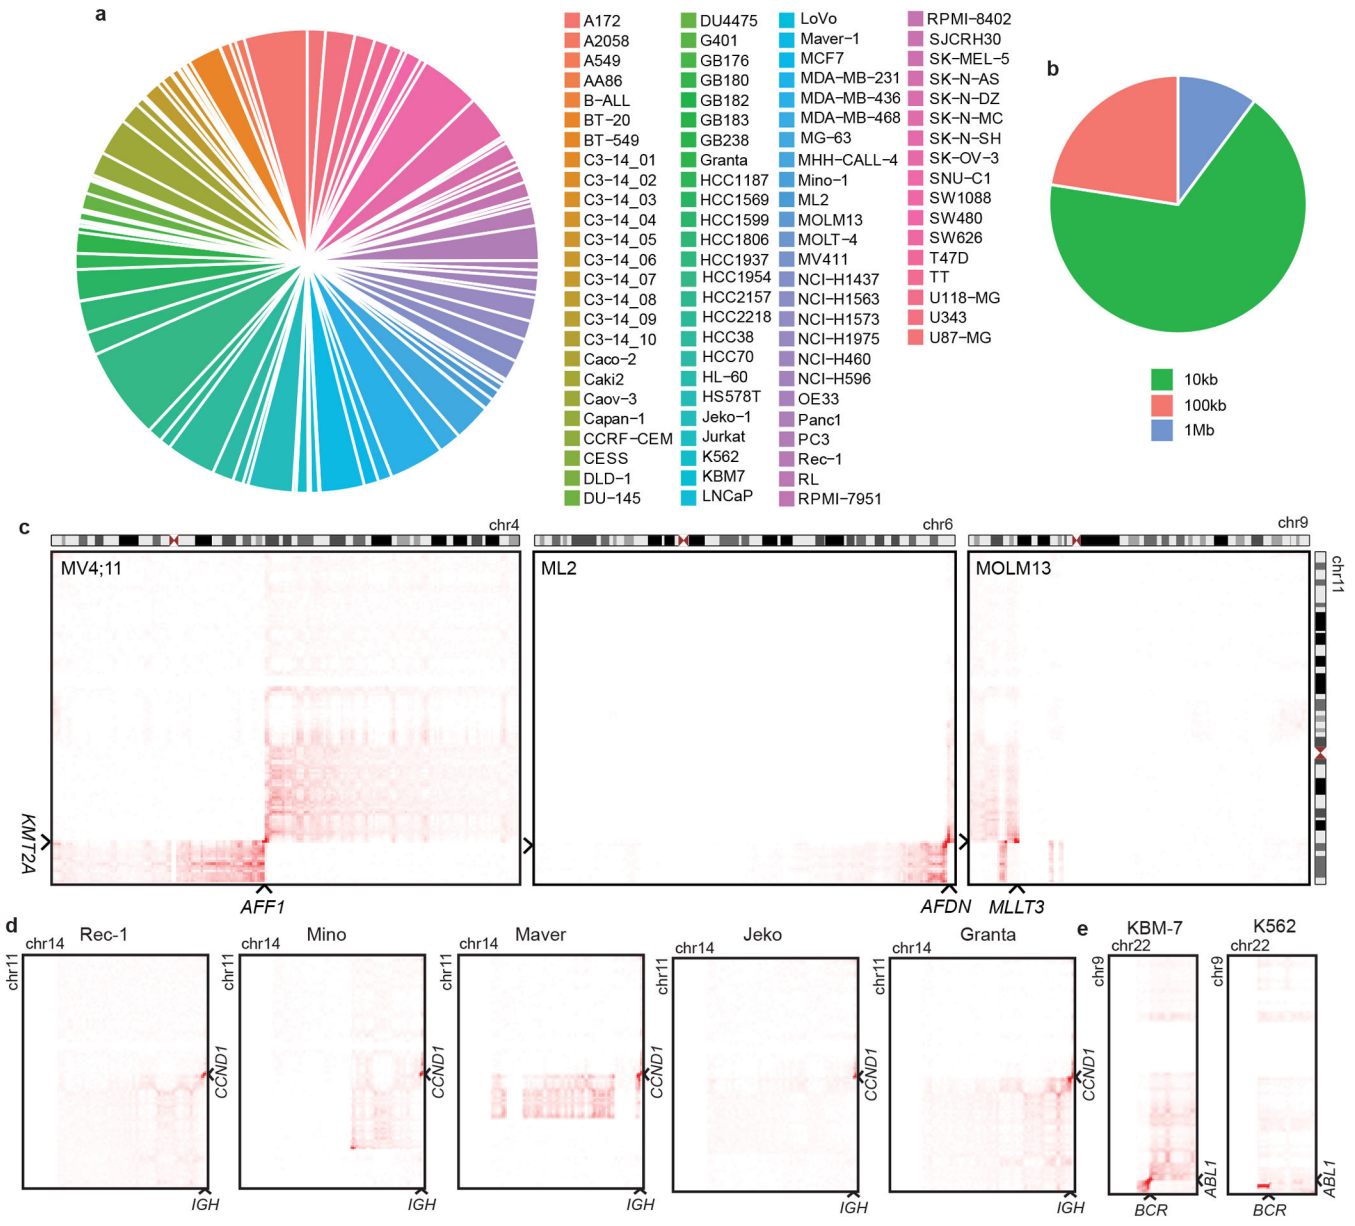 a
A172
A2058
A549
AA86
B-ALL
BT-20
BT-549
C3-14_01
C3-14_02
C3-14_03
C3-14_04
C3-14_05
C3-14_06
C3-14_07
C3-14_08
C3-14_09
C3-14_10
Caco-2
Caki2
Caov-3
Capan-1
CCRF-CEM
CESS
DLD-1
DU-145
DU4475
G401
GB176
GB180
GB182
GB183
GB238
Granta
HCC1187
HCC1569
HCC1599
HCC1806
HCC1937
HCC1954
HCC2157
HCC2218
HCC38
HCC70
HL-60
HS578T
Jeko-1
Jurkat
K562
KBM7
LNCaP
LoVo
Maver-1
MCF7
MDA-MB-231
MDA-MB-436
MDA-MB-468
MG-63
MHH-CALL-4
Mino-1
ML2
MOLM13
MOLT-4
MV411
NCI-H1437
NCI-H1563
NCI-H1573
NCI-H1975
NCI-H460
NCI-H596
OE33
Panc1
PC3
Rec-1
RL
RPMI-7951
RPMI-8402
SJCRH30
SK-MEL-5
SK-N-AS
SK-N-DZ
SK-N-MC
SK-N-SH
SK-OV-3
SNU-C1
SW1088
SW480
SW626
T47D
TT
U118-MG
U343
U87-MG
b
10kb
100kb
1Mb
c
chr4
chr6
chr9
MV4;11
ML2
MOLM13
chr11
KMT2A
AFF1
AFDN
MLLT3
d
Rec-1
chr14
chr11
CCND1
IGH
Mino
chr14
chr11
CCND1
IGH
Maver
chr14
chr11
CCND1
IGH
Jeko
chr14
chr11
CCND1
IGH
Granta
chr14
chr11
CCND1
IGH
e
KBM-7
chr22
chr9
ABL1
BCR
K562
chr22
chr9
ABL1
BCR